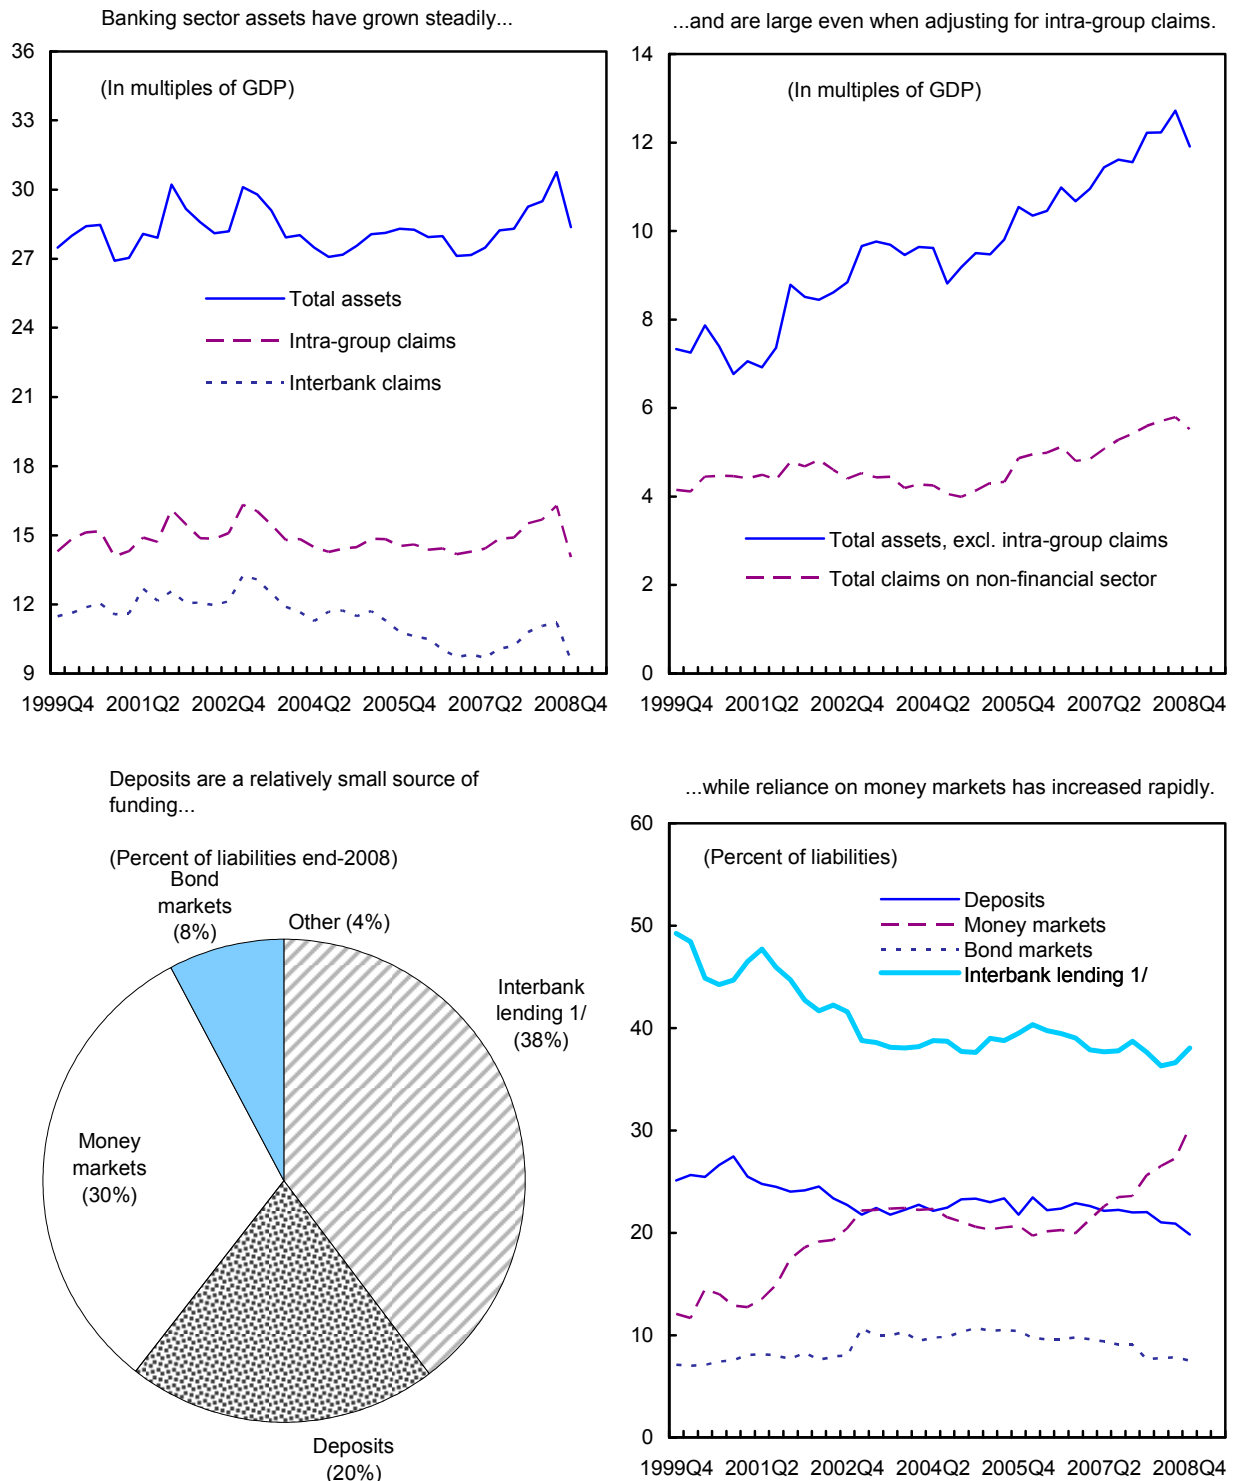 Banking sector assets have grown steadily...
36
33
30
27
24
21
18
15
12
9
(In multiples of GDP)
Total assets
Intra-group claims
Interbank claims
1999Q4 2001Q2 2002Q4 2004Q2 2005Q4 2007Q2 2008Q4
...and are large even when adjusting for intra-group claims.
14
12
10
8
6
4
2
0
(In multiples of GDP)
Total assets, excl. intra-group claims
Total claims on non-financial sector
1999Q4 2001Q2 2002Q4 2004Q2 2005Q4 2007Q2 2008Q4
Deposits are a relatively small source of
funding...
(Percent of liabilities end-2008)
Bond
markets
(8%)
Other (4%)
Interbank
lending 1/
(38%)
Money
markets
(30%)
Deposits
(20%)
...while reliance on money markets has increased rapidly.
60
50
40
30
20
10
0
(Percent of liabilities)
Deposits
Money markets
Bond markets
Interbank lending 1/
1999Q4 2001Q2 2002Q4 2004Q2 2005Q4 2007Q2 2008Q4